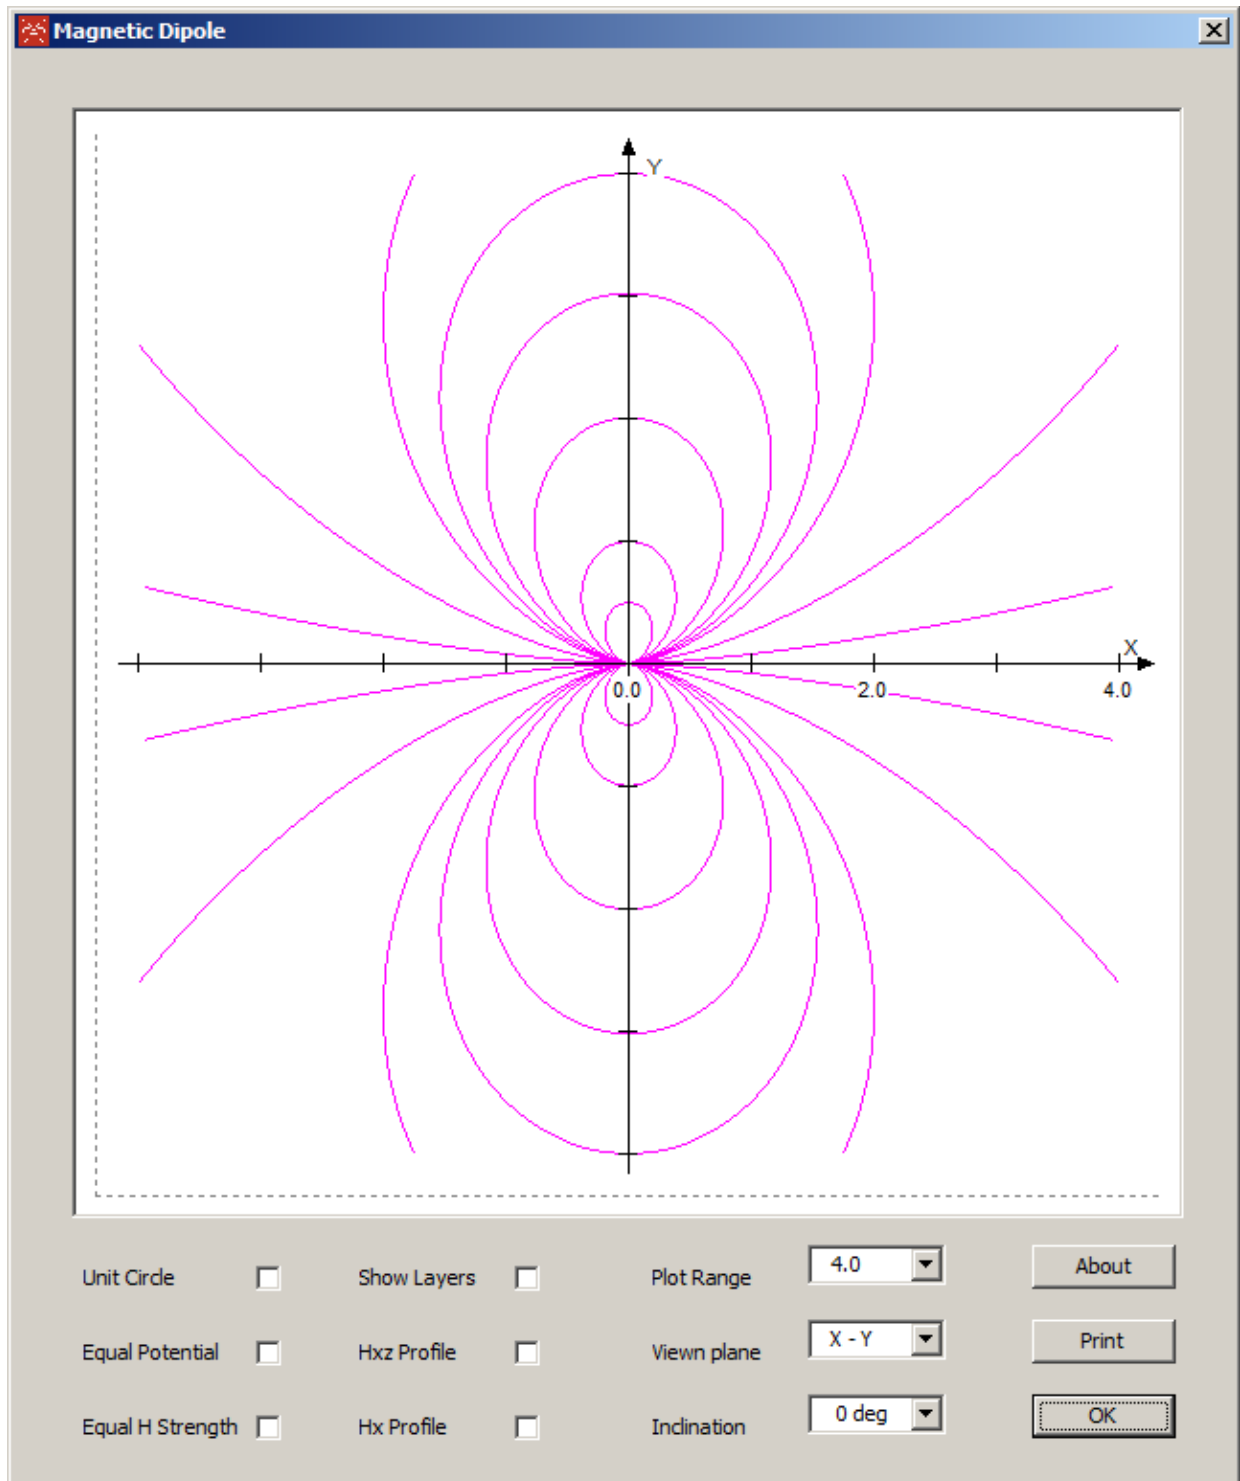 Magnetic Dipole
Y
X
0.0 2.0 4.0
Unit Circle Show Layers Plot Range 4.0 About
Equal Potential Hxz Profile Viewn plane X - Y Print
Equal H Strength Hx Profile Inclination 0 deg OK